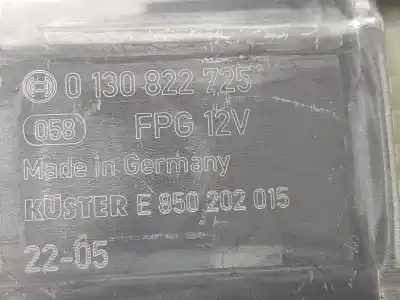 0 130 822 725
058 FPG 12V
Made in Germany
KÜSTER E 850 202 015
22-05